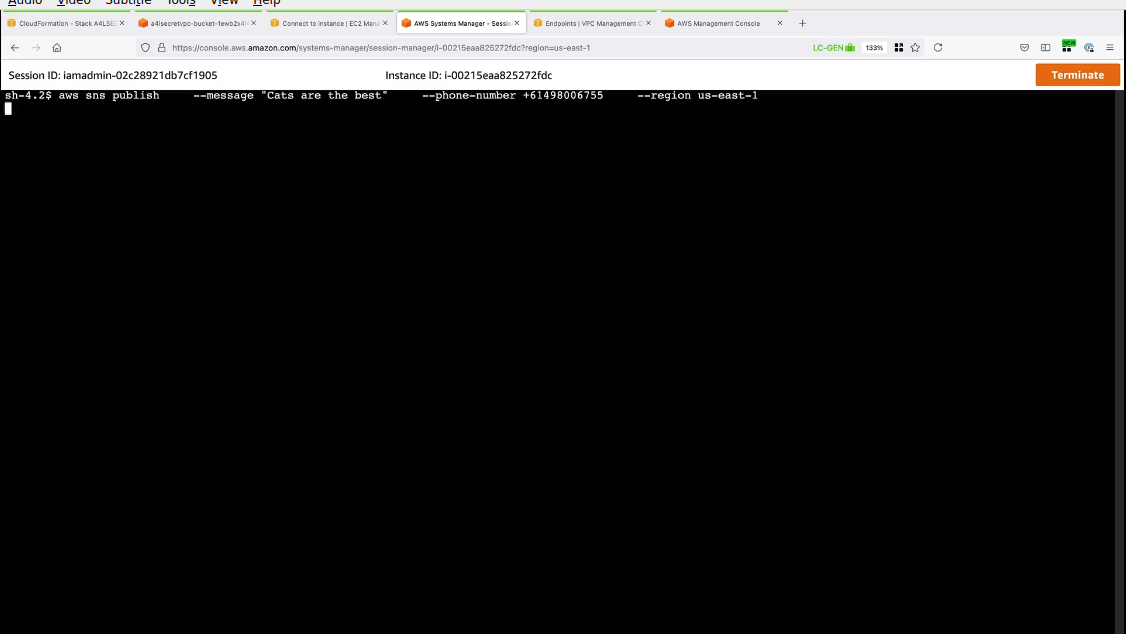 Audio Video Subtitle Tools View Help
CloudFormation - Stack A4LSEC a4lsecretvpc-bucket-1ewb2x4l Connect to instance | EC2 Mana AWS Systems Manager - Sessio Endpoints | VPC Management C AWS Management Console
https://console.aws.amazon.com/systems-manager/session-manager/i-00215eaa825272fdc?region=us-east-1 LC-GEN 133% NEW
Session ID: iamadmin-02c28921db7cf1905 Instance ID: i-00215eaa825272fdc Terminate
sh-4.2$ aws sns publish --message "Cats are the best" --phone-number +61498006755 --region us-east-1